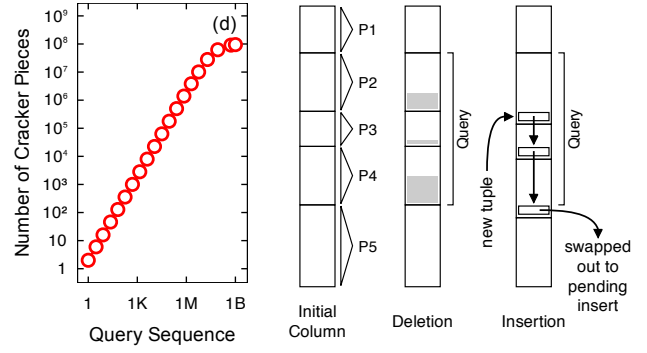 (d)
Number of Cracker Pieces
10⁹
10⁸
10⁷
10⁶
10⁵
10⁴
10³
10²
10
1
1 1K 1M 1B
Query Sequence
P1
P2
P3
P4
P5
Initial
Column
Query
Deletion
new tuple
Query
swapped
out to
pending
insert
Insertion